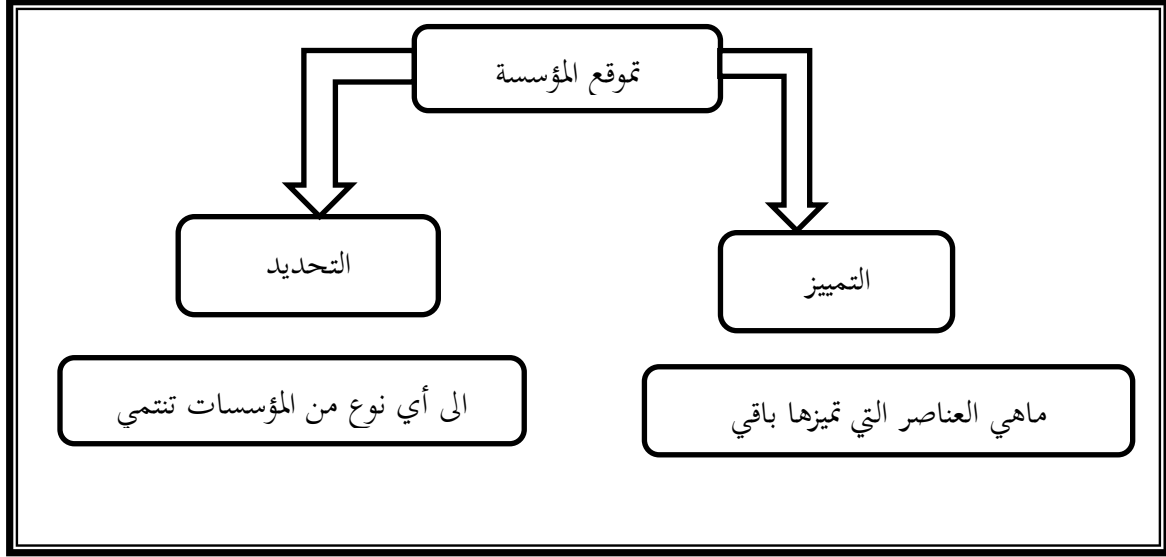 تموقع المؤسسة
التمييز
التحديد
ماهي العناصر التي تميزها باقي
الى أي نوع من المؤسسات تنتمي